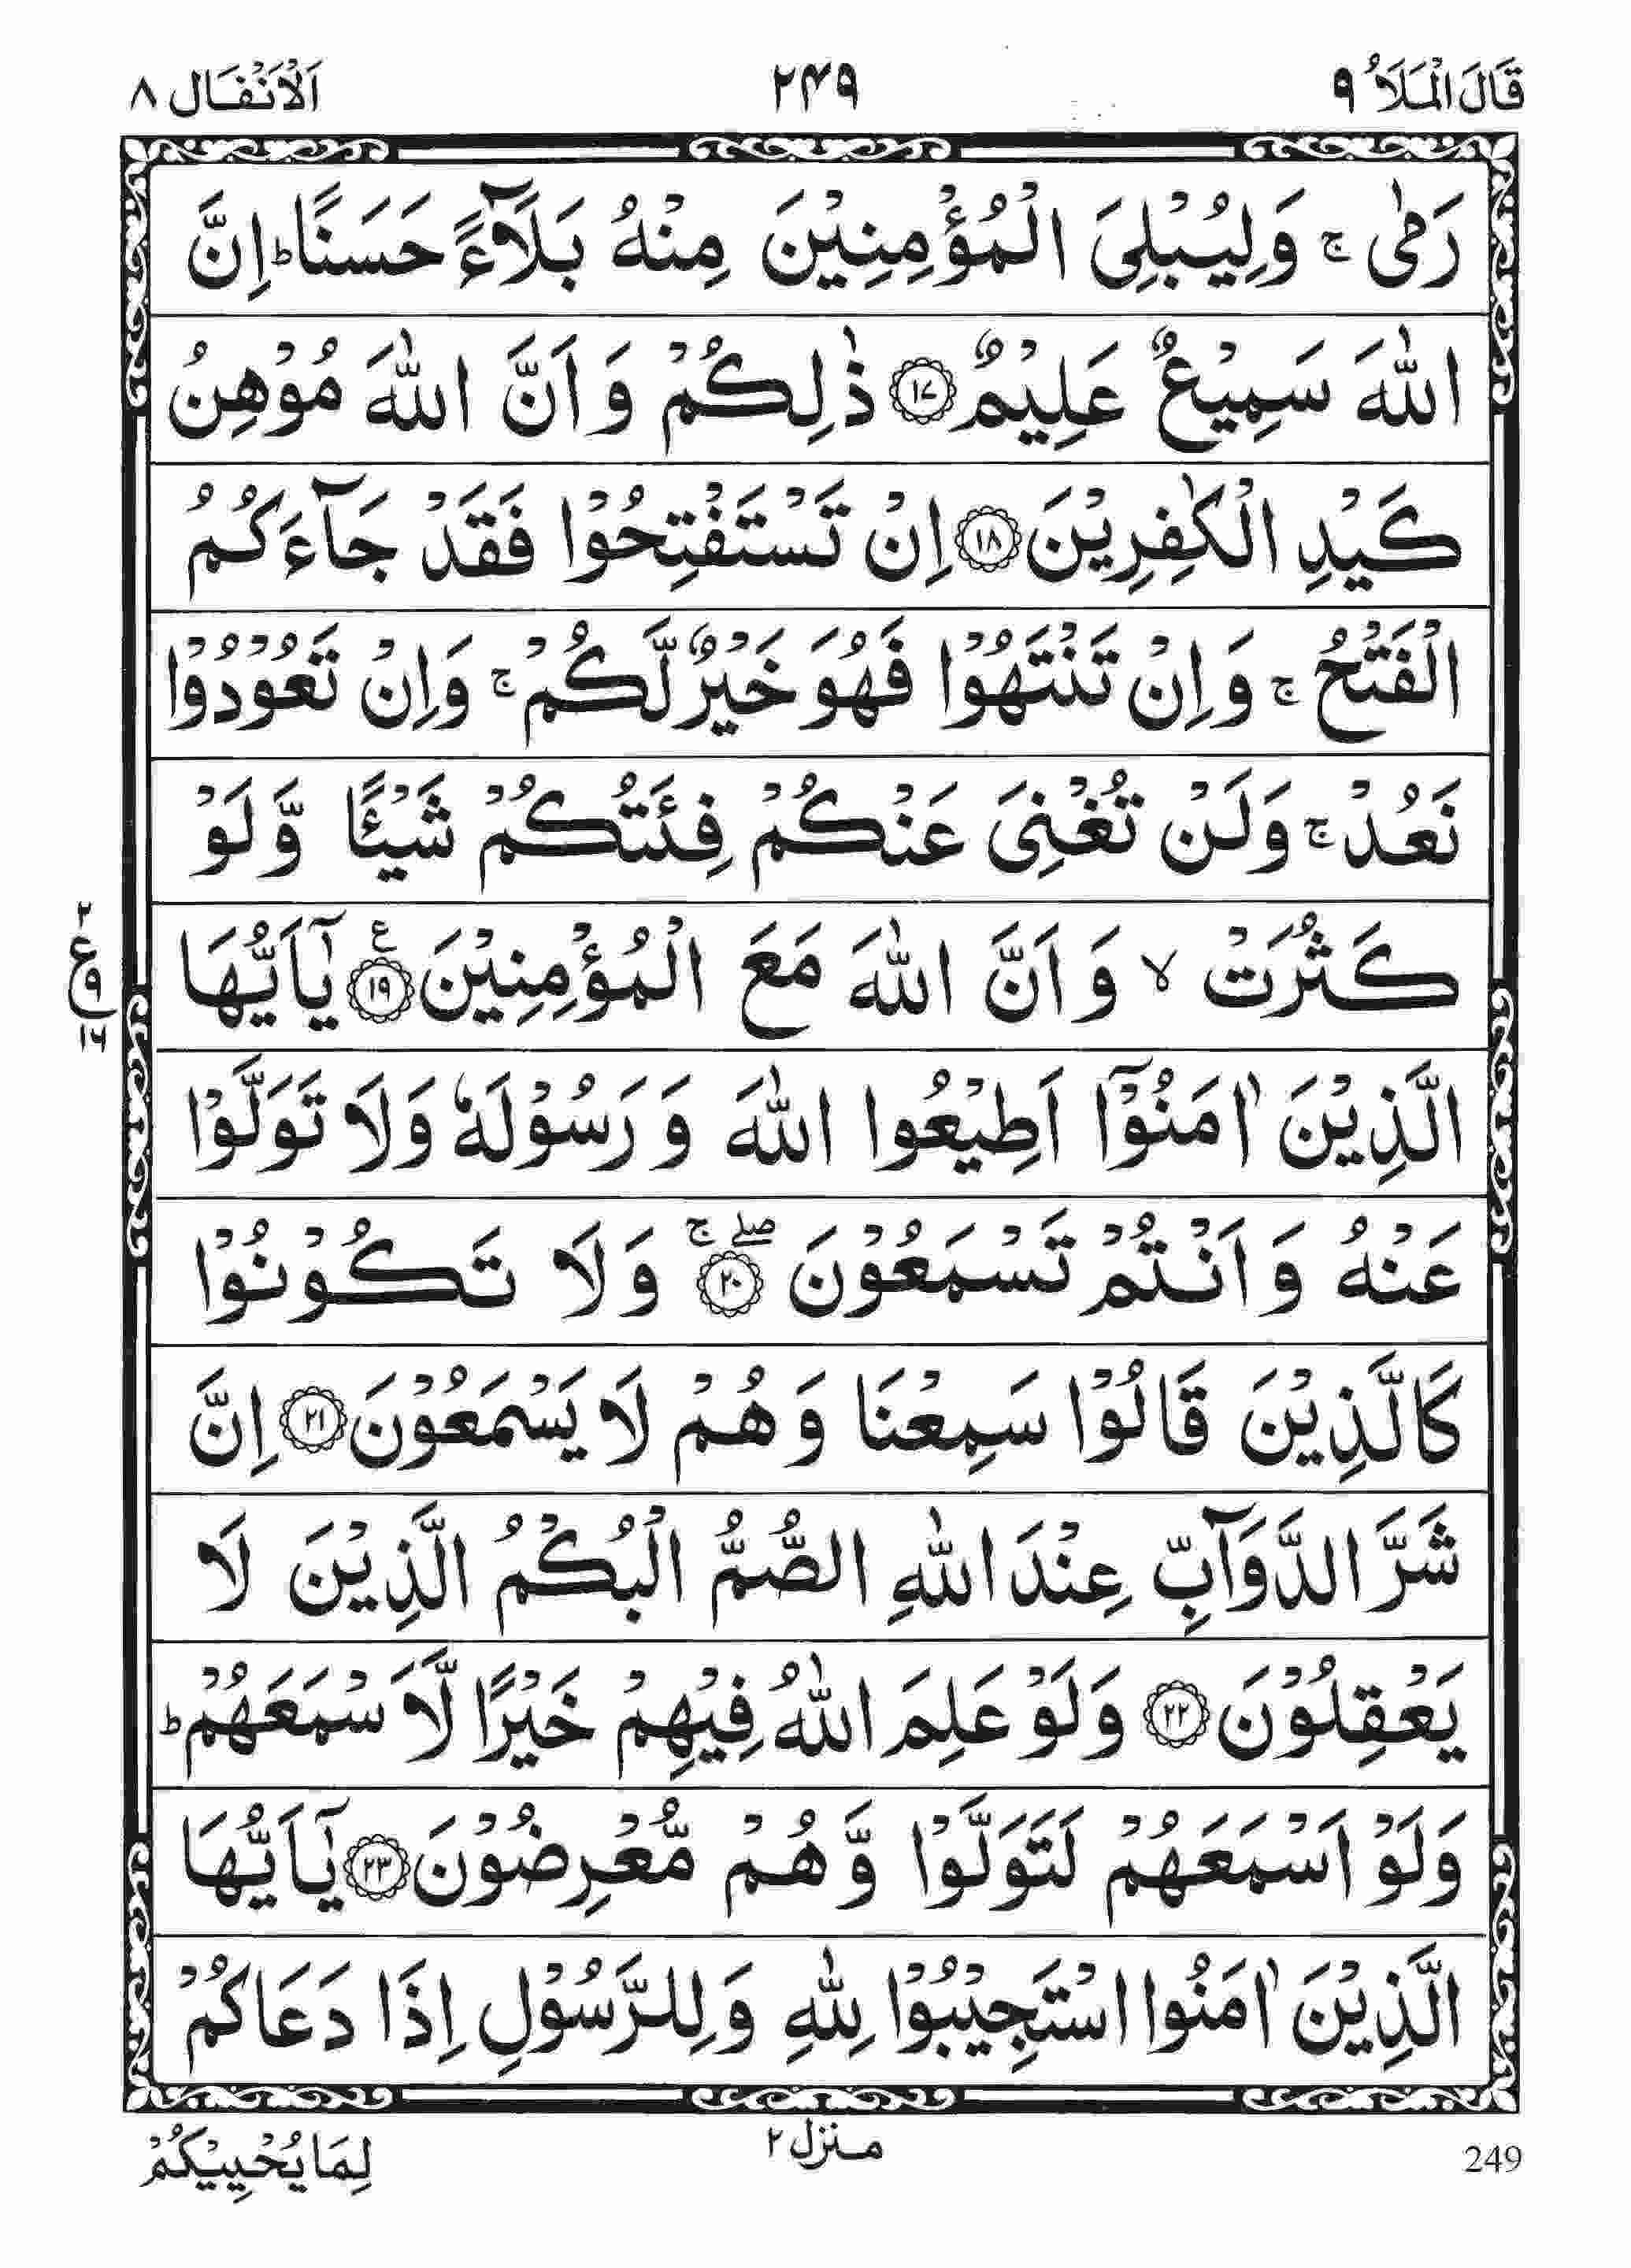 قَالَ الْمَلَاُ ٩
٢٤٩
اَلْاَنْفَال ٨
رَمٰىۚ وَلِيُبْلِىَ الْمُؤْمِنِيْنَ مِنْهُ بَلَآءً حَسَنًاؕ اِنَّ
اللّٰهَ سَمِيْعٌ عَلِيْمٌ ۝١٧ ذٰلِكُمْ وَ اَنَّ اللّٰهَ مُوْهِنُ
كَيْدِ الْكٰفِرِيْنَ ۝١٨ اِنْ تَسْتَفْتِحُوْا فَقَدْ جَآءَكُمُ
الْفَتْحُۚ وَاِنْ تَنْتَهُوْا فَهُوَ خَيْرٌ لَّكُمْۚ وَاِنْ تَعُوْدُوْا
نَعُدْۚ وَلَنْ تُغْنِىَ عَنْكُمْ فِئَتُكُمْ شَيْـًٔا وَّلَوْ
كَثُرَتْۙ وَ اَنَّ اللّٰهَ مَعَ الْمُؤْمِنِيْنَ ۝١٩ ع يٰۤاَيُّهَا
٢
ع
٩
١٦
الَّذِيْنَ اٰمَنُوْۤا اَطِيْعُوا اللّٰهَ وَ رَسُوْلَهٗ وَلَا تَوَلَّوْا
عَنْهُ وَ اَنْتُمْ تَسْمَعُوْنَ ۝٢٠ ۖۚ وَلَا تَكُوْنُوْا
كَالَّذِيْنَ قَالُوْا سَمِعْنَا وَهُمْ لَا يَسْمَعُوْنَ ۝٢١ اِنَّ
شَرَّ الدَّوَآبِّ عِنْدَ اللّٰهِ الصُّمُّ الْبُكْمُ الَّذِيْنَ لَا
يَعْقِلُوْنَ ۝٢٢ وَلَوْ عَلِمَ اللّٰهُ فِيْهِمْ خَيْرًا لَّاَسْمَعَهُمْؕ
وَلَوْ اَسْمَعَهُمْ لَتَوَلَّوْا وَّهُمْ مُّعْرِضُوْنَ ۝٢٣ يٰۤاَيُّهَا
الَّذِيْنَ اٰمَنُوا اسْتَجِيْبُوْا لِلّٰهِ وَلِلرَّسُوْلِ اِذَا دَعَاكُمْ
لِمَا يُحْيِيْكُمْ
منزل ٢
249